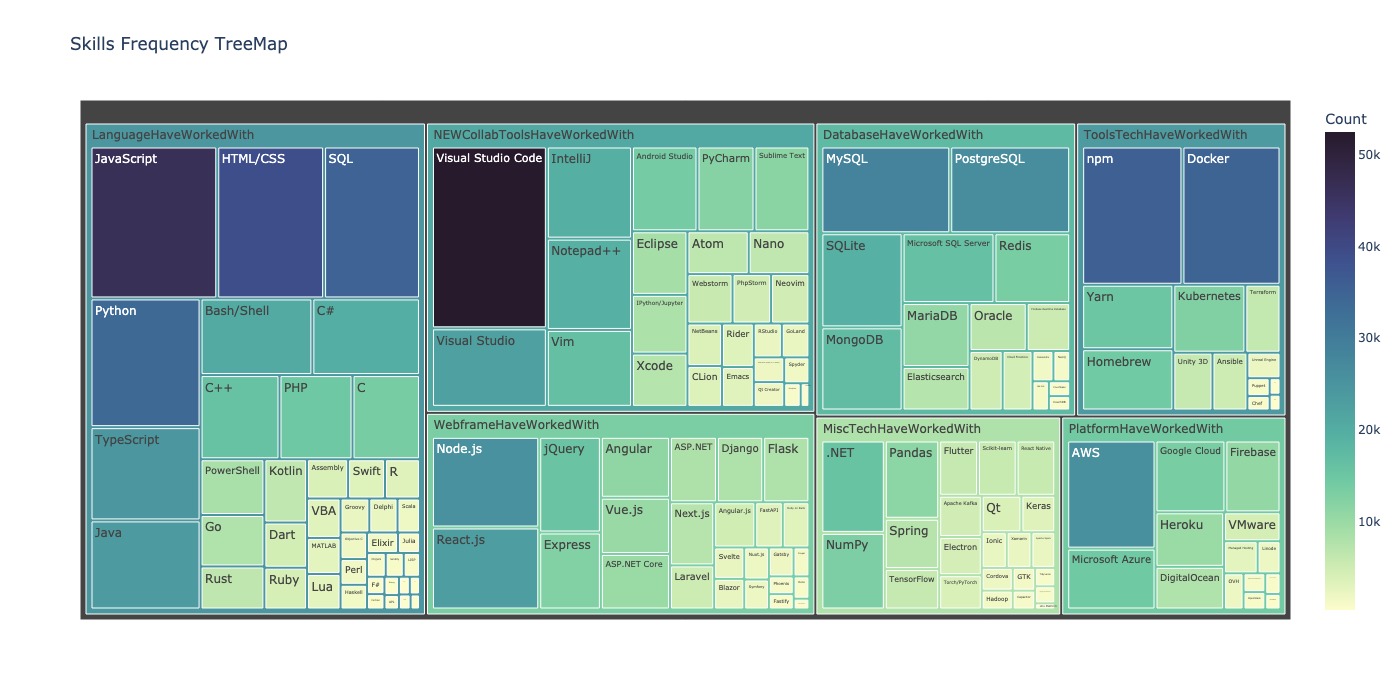 Skills Frequency TreeMap
LanguageHaveWorkedWith
JavaScript
HTML/CSS
SQL
Python
Bash/Shell
C#
C++
PHP
C
TypeScript
Java
PowerShell
Kotlin
Assembly
Swift
R
Go
Dart
VBA
Groovy
Delphi
Scala
MATLAB
Elixir
Julia
Rust
Ruby
Lua
Perl
F#
Haskell
NEWCollabToolsHaveWorkedWith
Visual Studio Code
IntelliJ
Android Studio
PyCharm
Sublime Text
Notepad++
Eclipse
Atom
Nano
IPython/Jupyter
Webstorm
PhpStorm
Neovim
Visual Studio
Vim
Xcode
NetBeans
Rider
RStudio
GoLand
CLion
Emacs
Spyder
Qt Creator
DatabaseHaveWorkedWith
MySQL
PostgreSQL
SQLite
Microsoft SQL Server
Redis
MongoDB
MariaDB
Oracle
Elasticsearch
DynamoDB
ToolsTechHaveWorkedWith
npm
Docker
Yarn
Kubernetes
Terraform
Homebrew
Unity 3D
Ansible
Unreal Engine
Puppet
Chef
WebframeHaveWorkedWith
Node.js
jQuery
Angular
ASP.NET
Django
Flask
React.js
Express
Vue.js
Next.js
Angular.js
FastAPI
ASP.NET Core
Laravel
Svelte
Nuxt.js
Gatsby
Blazor
Symfony
Phoenix
Fastify
MiscTechHaveWorkedWith
.NET
Pandas
Flutter
Scikit-learn
React Native
NumPy
Spring
Apache Kafka
Qt
Keras
TensorFlow
Electron
Ionic
Xamarin
Torch/PyTorch
Cordova
GTK
Hadoop
PlatformHaveWorkedWith
AWS
Google Cloud
Firebase
Microsoft Azure
Heroku
VMware
DigitalOcean
Managed Hosting
Linode
OVH
Count
50k
40k
30k
20k
10k